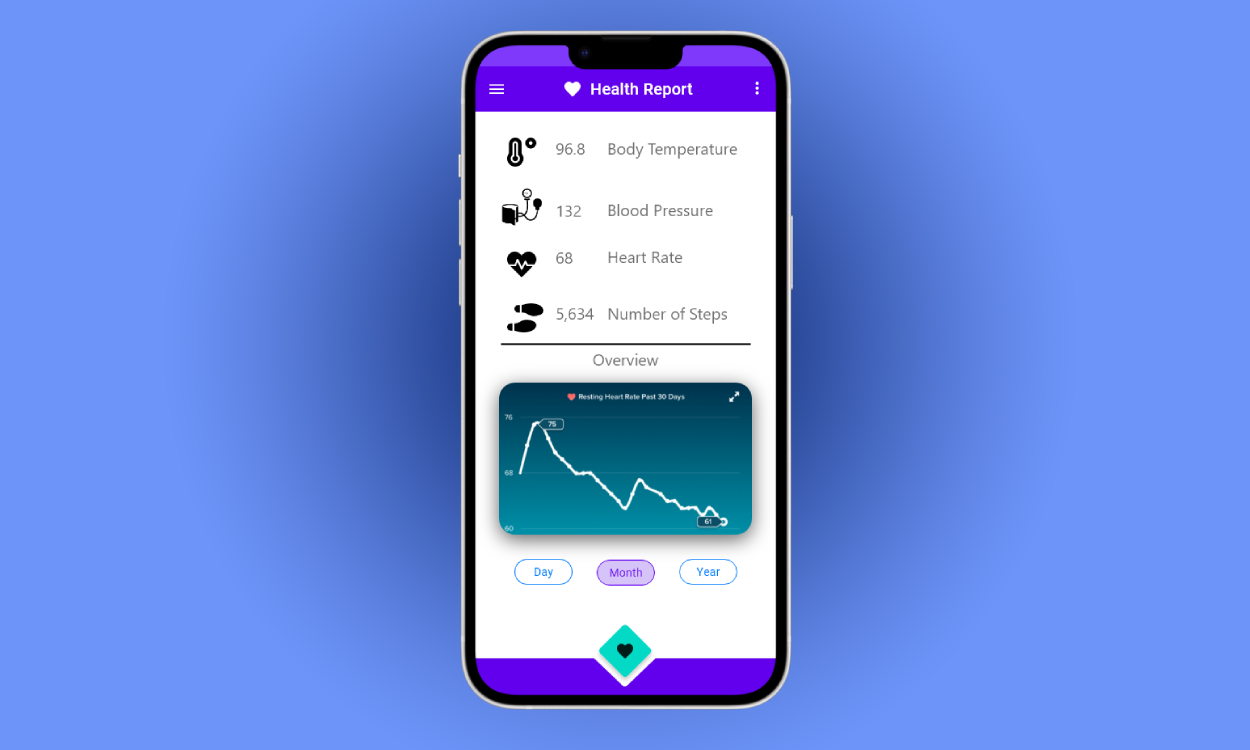 Health Report
96.8 Body Temperature
132 Blood Pressure
68 Heart Rate
5,634 Number of Steps
Overview
Resting Heart Rate Past 30 Days
76
75
68
61
60
Day Month Year